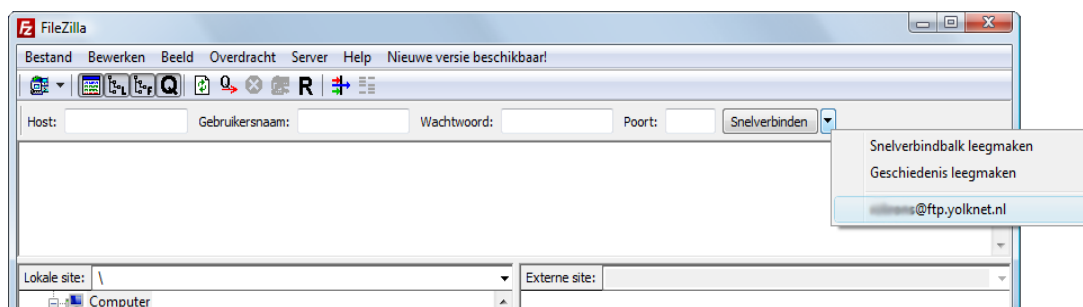 FileZilla
Bestand Bewerken Beeld Overdracht Server Help Nieuwe versie beschikbaar!
Host: Gebruikersnaam: Wachtwoord: Poort: Snelverbinden
Snelverbindbalk leegmaken
Geschiedenis leegmaken
@ftp.yolknet.nl
Lokale site: \ Externe site:
Computer